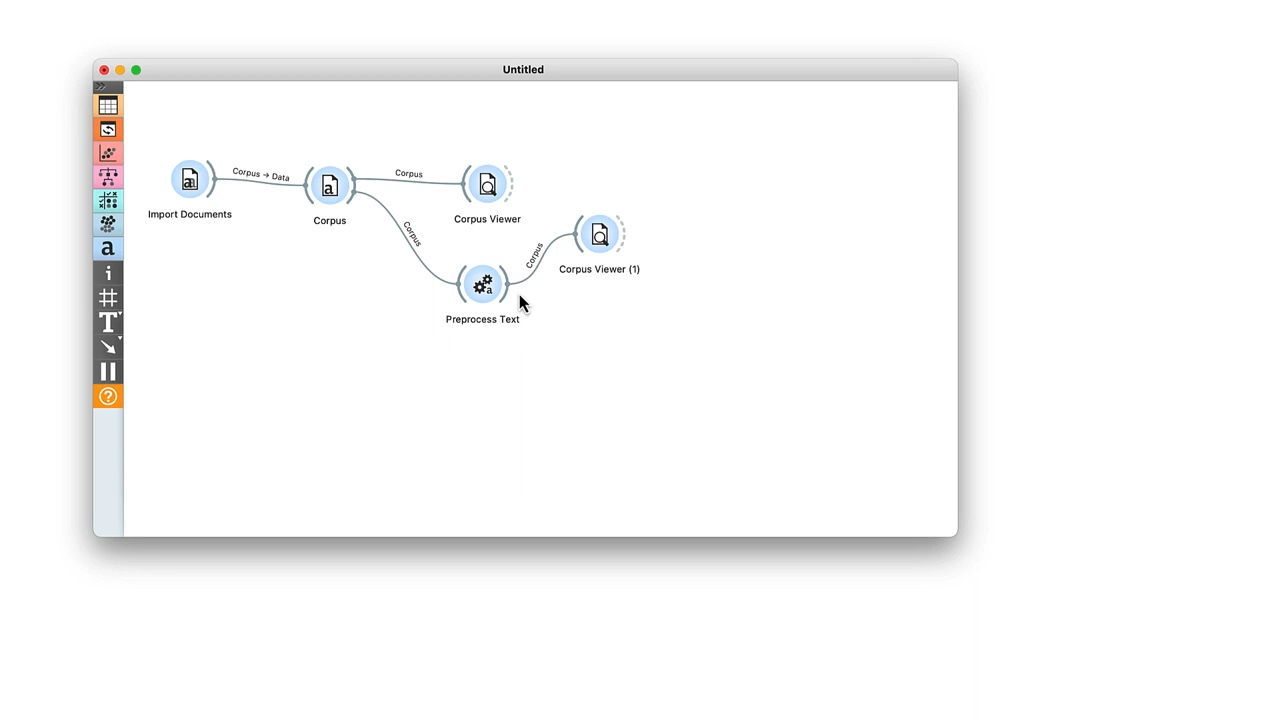 Untitled
Import Documents
Corpus → Data
Corpus
Corpus
Corpus Viewer
Corpus
Preprocess Text
Corpus
Corpus Viewer (1)